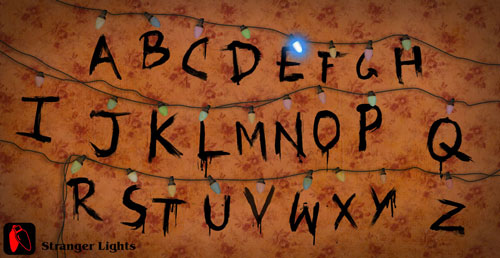 A B C D E F G H
I J K L M N O P Q
R S T U V W X Y Z
Stranger Lights